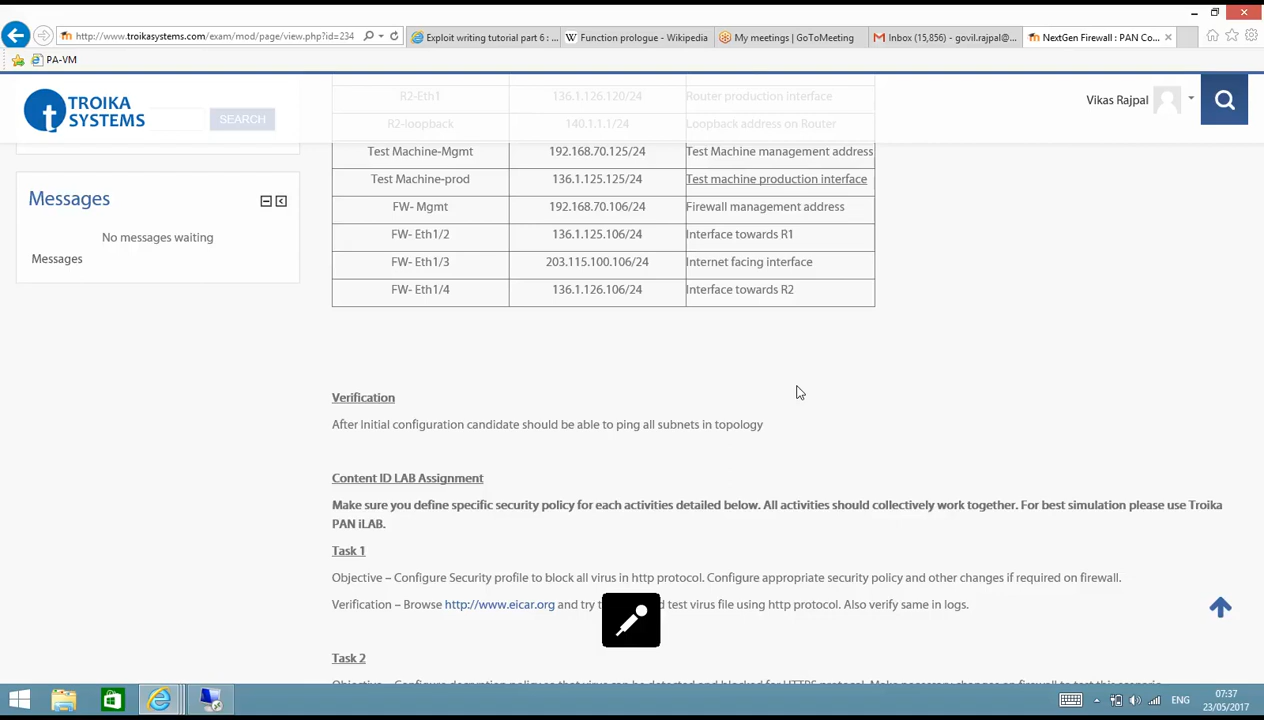 http://www.troikasystems.com/exam/mod/page/view.php?id=234
Exploit writing tutorial part 6 : ...
Function prologue - Wikipedia
My meetings | GoToMeeting
Inbox (15,856) - govil.rajpal@...
NextGen Firewall : PAN Co...
PA-VM
TROIKA
SYSTEMS
SEARCH
Vikas Rajpal
R2-Eth1 136.1.126.120/24 Router production interface
R2-loopback 140.1.1.1/24 Loopback address on Router
Test Machine-Mgmt 192.168.70.125/24 Test Machine management address
Test Machine-prod 136.1.125.125/24 Test machine production interface
FW- Mgmt 192.168.70.106/24 Firewall management address
FW- Eth1/2 136.1.125.106/24 Interface towards R1
FW- Eth1/3 203.115.100.106/24 Internet facing interface
FW- Eth1/4 136.1.126.106/24 Interface towards R2
Messages
No messages waiting
Messages
Verification
After Initial configuration candidate should be able to ping all subnets in topology
Content ID LAB Assignment
Make sure you define specific security policy for each activities detailed below. All activities should collectively work together. For best simulation please use Troika
PAN iLAB.
Task 1
Objective – Configure Security profile to block all virus in http protocol. Configure appropriate security policy and other changes if required on firewall.
Verification – Browse http://www.eicar.org and try t d test virus file using http protocol. Also verify same in logs.
Task 2
ENG
07:37
23/05/2017